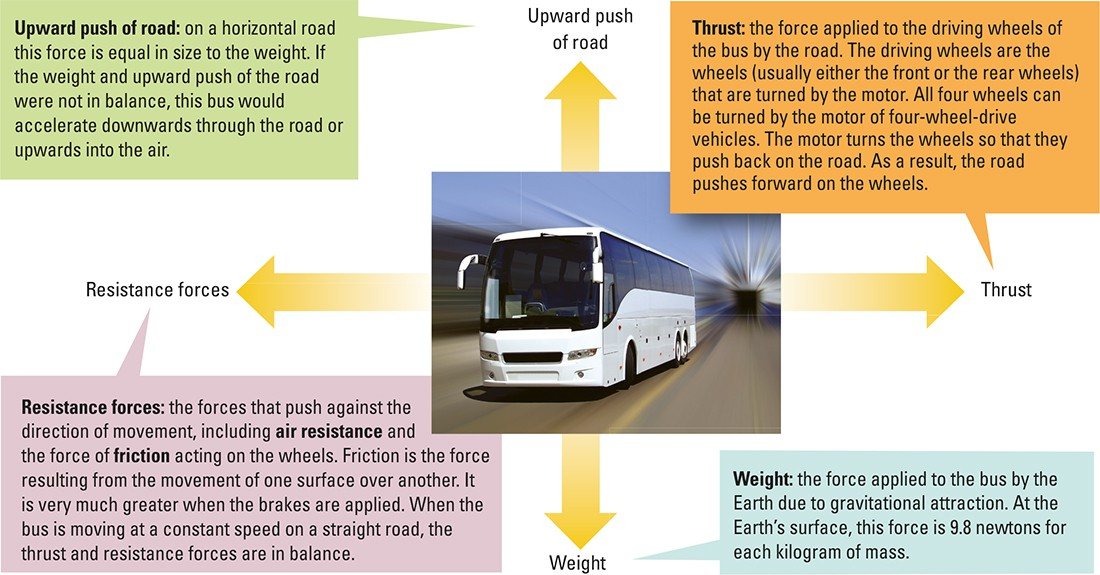 Upward push of road: on a horizontal road
this force is equal in size to the weight. If
the weight and upward push of the road
were not in balance, this bus would
accelerate downwards through the road or
upwards into the air.
Upward push
of road
Thrust: the force applied to the driving wheels of
the bus by the road. The driving wheels are the
wheels (usually either the front or the rear wheels)
that are turned by the motor. All four wheels can
be turned by the motor of four-wheel-drive
vehicles. The motor turns the wheels so that they
push back on the road. As a result, the road
pushes forward on the wheels.
Resistance forces
Thrust
Resistance forces: the forces that push against the
direction of movement, including air resistance and
the force of friction acting on the wheels. Friction is the force
resulting from the movement of one surface over another. It
is very much greater when the brakes are applied. When the
bus is moving at a constant speed on a straight road, the
thrust and resistance forces are in balance.
Weight
Weight: the force applied to the bus by the
Earth due to gravitational attraction. At the
Earth’s surface, this force is 9.8 newtons for
each kilogram of mass.